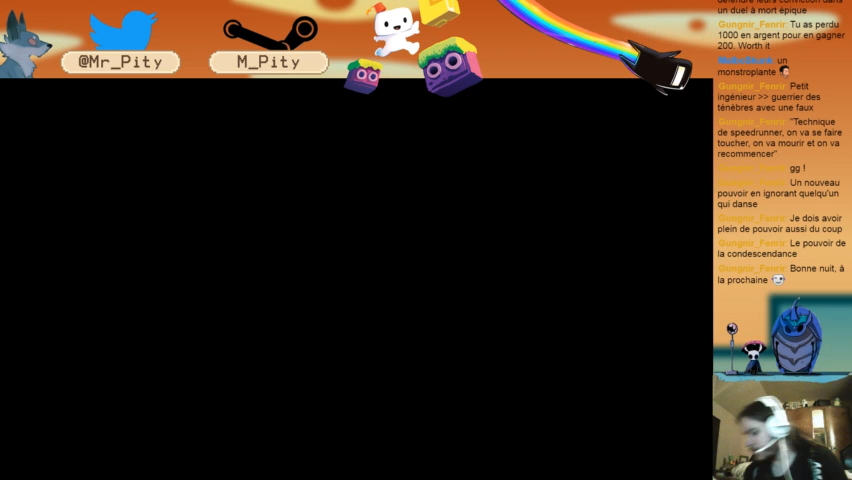 @Mr_Pity
M_Pity
un duel à mort épique
Gungnir_Fenrir: Tu as perdu
1000 en argent pour en gagner
200. Worth it
un
monstroplante
Gungnir_Fenrir: Petit
ingénieur >> guerrier des
ténèbres avec une faux
Gungnir_Fenrir: "Technique
de speedrunner, on va se faire
toucher, on va mourir et on va
recommencer"
Gungnir_Fenrir: gg !
Gungnir_Fenrir: Un nouveau
pouvoir en ignorant quelqu'un
qui danse
Gungnir_Fenrir: Je dois avoir
plein de pouvoir aussi du coup
Gungnir_Fenrir: Le pouvoir de
la condescendance
Gungnir_Fenrir: Bonne nuit, à
la prochaine